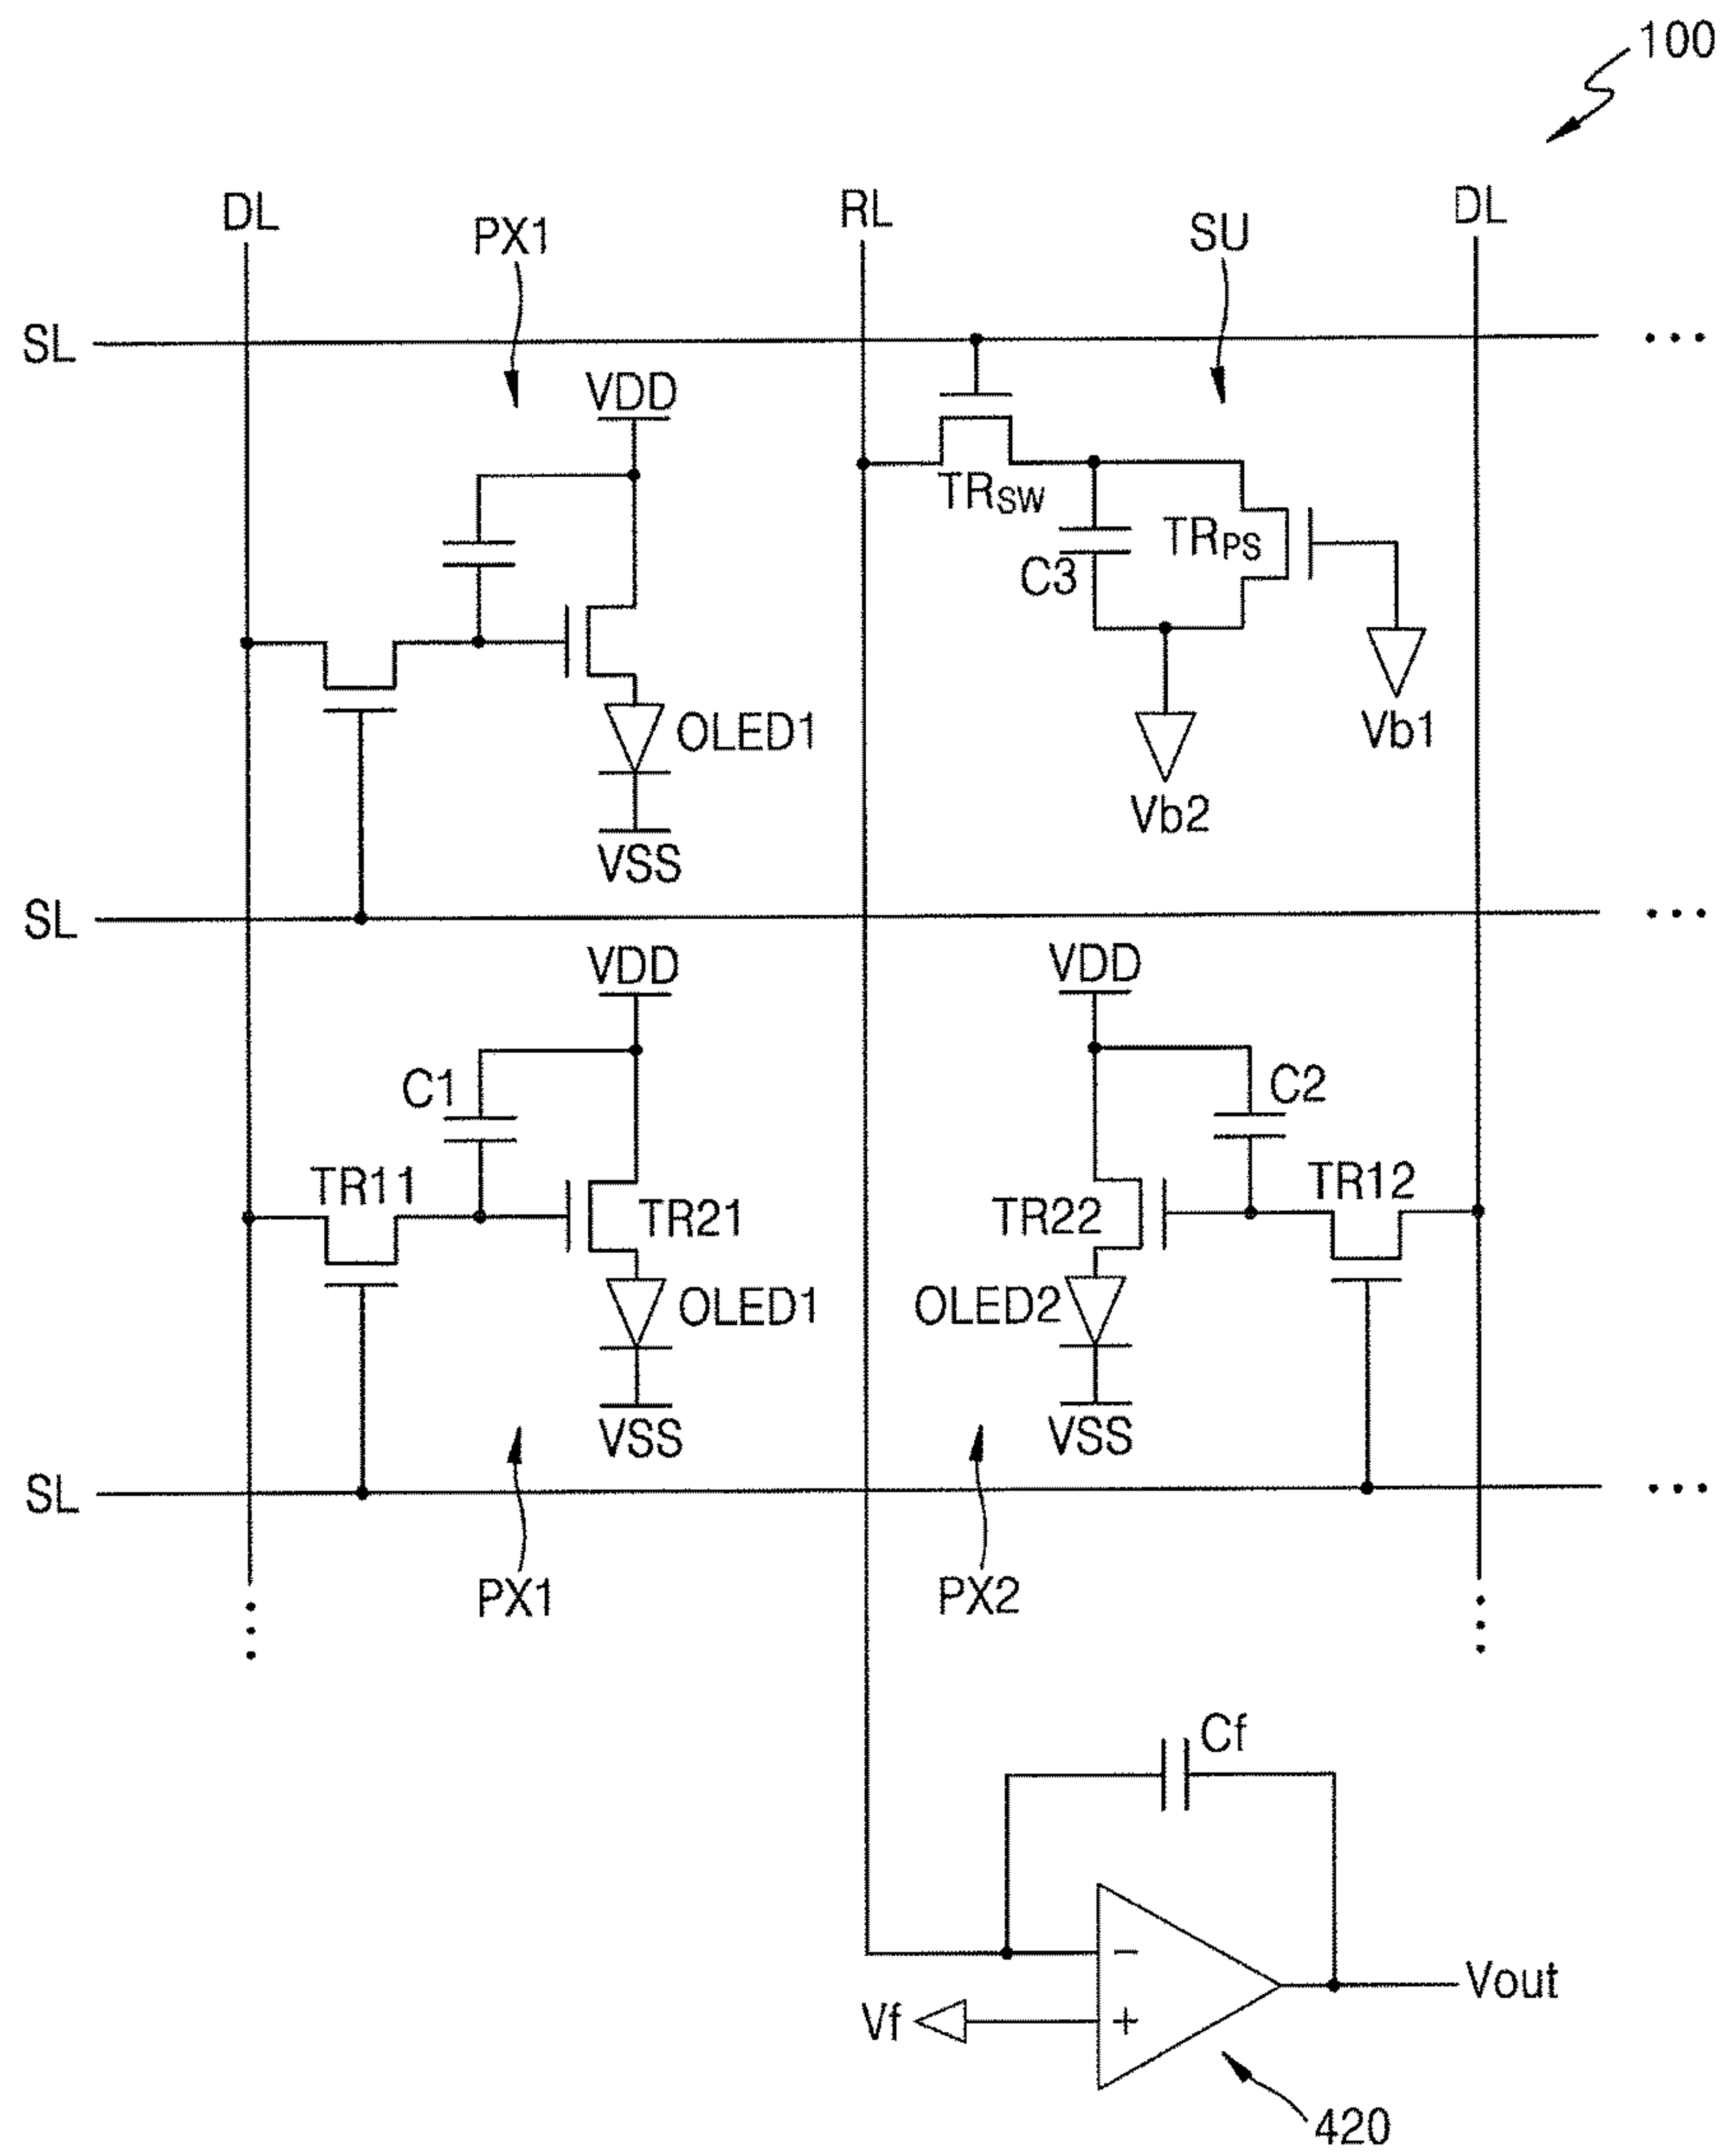 100
DL
PX1
RL
SU
DL
SL
VDD
TRSW
C3
TRPS
OLED1
Vb1
Vb2
VSS
SL
VDD
VDD
C1
C2
TR11
TR21
TR22
TR12
OLED1
OLED2
VSS
VSS
SL
PX1
PX2
Cf
−
Vout
Vf
+
420